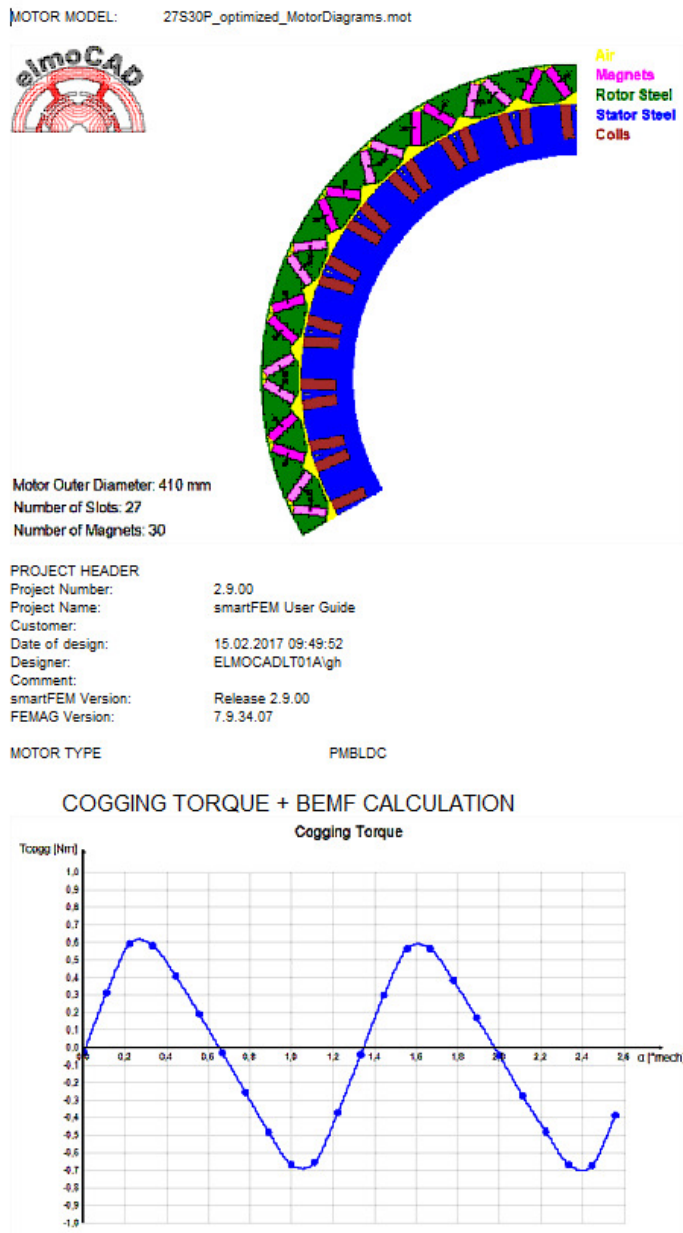 MOTOR MODEL: 27S30P_optimized_MotorDiagrams.mot
elmoCAD
Air
Magnets
Rotor Steel
Stator Steel
Coils
Motor Outer Diameter: 410 mm
Number of Slots: 27
Number of Magnets: 30
PROJECT HEADER
Project Number: 2.9.00
Project Name: smartFEM User Guide
Customer:
Date of design: 15.02.2017 09:49:52
Designer: ELMOCADLT01A\gh
Comment:
smartFEM Version: Release 2.9.00
FEMAG Version: 7.9.34.07
MOTOR TYPE PMBLDC
COGGING TORQUE + BEMF CALCULATION
Cogging Torque
Tcogg [Nm]
1,0
0,9
0,8
0,7
0,6
0,5
0,4
0,3
0,2
0,1
0,0
0,0 0,2 0,4 0,6 0,8 1,0 1,2 1,4 1,6 1,8 2,0 2,2 2,4 2,6 α [°mech
-0,1
-0,2
-0,3
-0,4
-0,5
-0,6
-0,7
-0,8
-0,9
-1,0